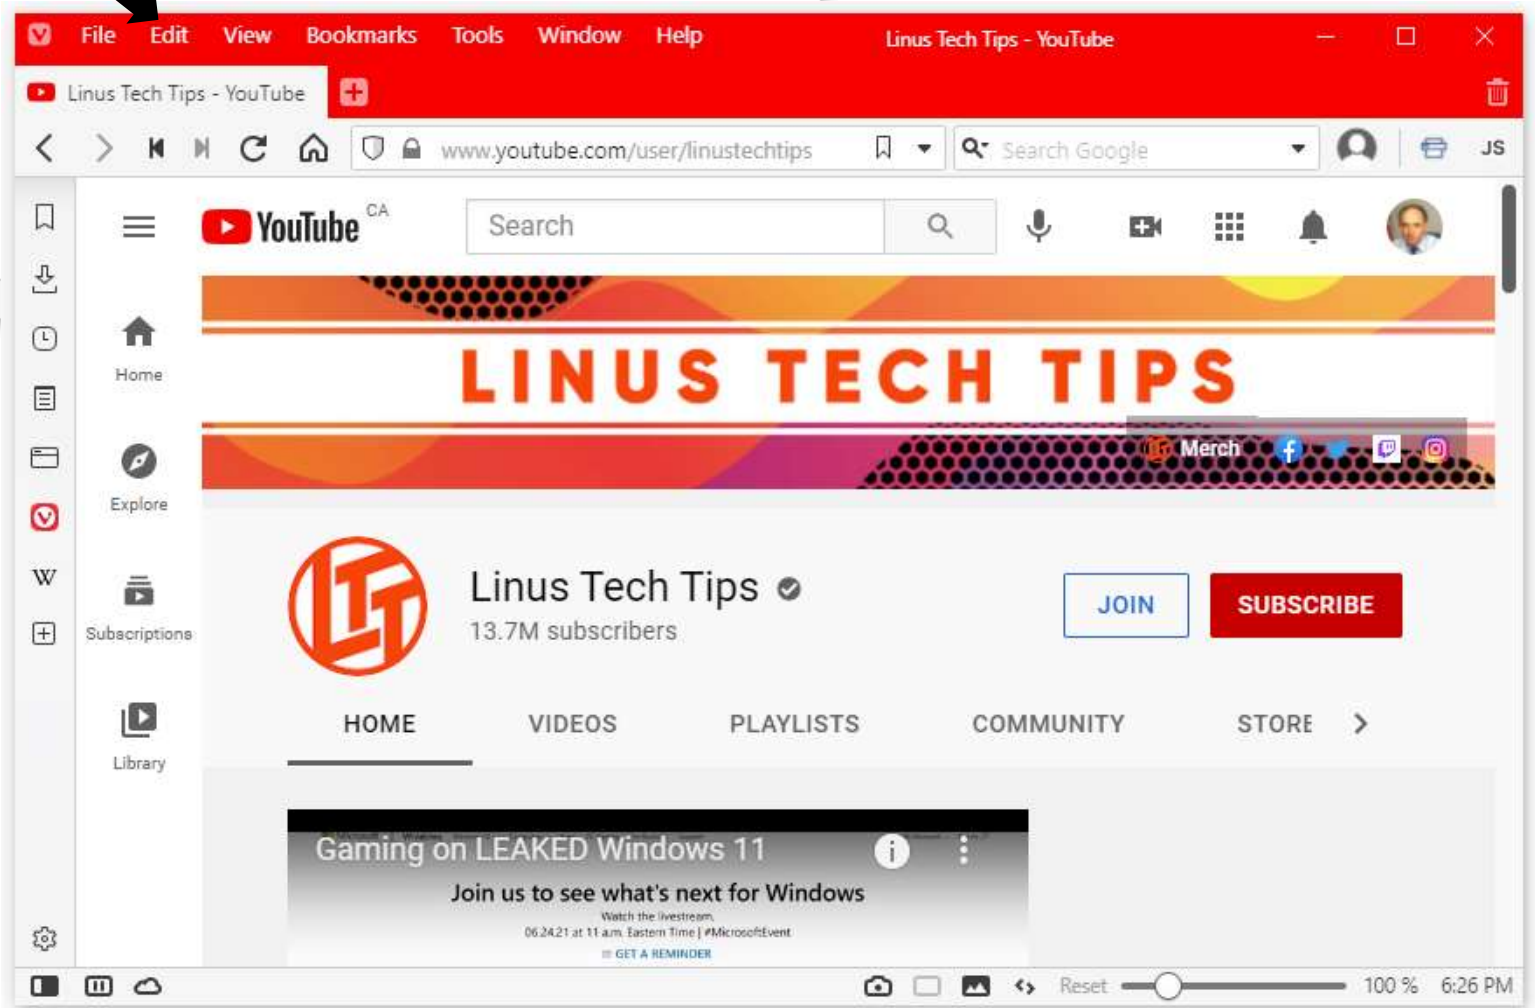 File Edit View Bookmarks Tools Window Help Linus Tech Tips - YouTube
Linus Tech Tips - YouTube
www.youtube.com/user/linustechtips Search Google JS
YouTube CA Search
LINUS TECH TIPS
Home
Merch
Explore
W
Linus Tech Tips
JOIN SUBSCRIBE
13.7M subscribers
Subscriptions
HOME VIDEOS PLAYLISTS COMMUNITY STORE
Library
Gaming on LEAKED Windows 11
Join us to see what's next for Windows
Watch the livestream.
06.24.21 at 11 a.m. Eastern Time | #MicrosoftEvent
GET A REMINDER
Reset 100 % 6:26 PM